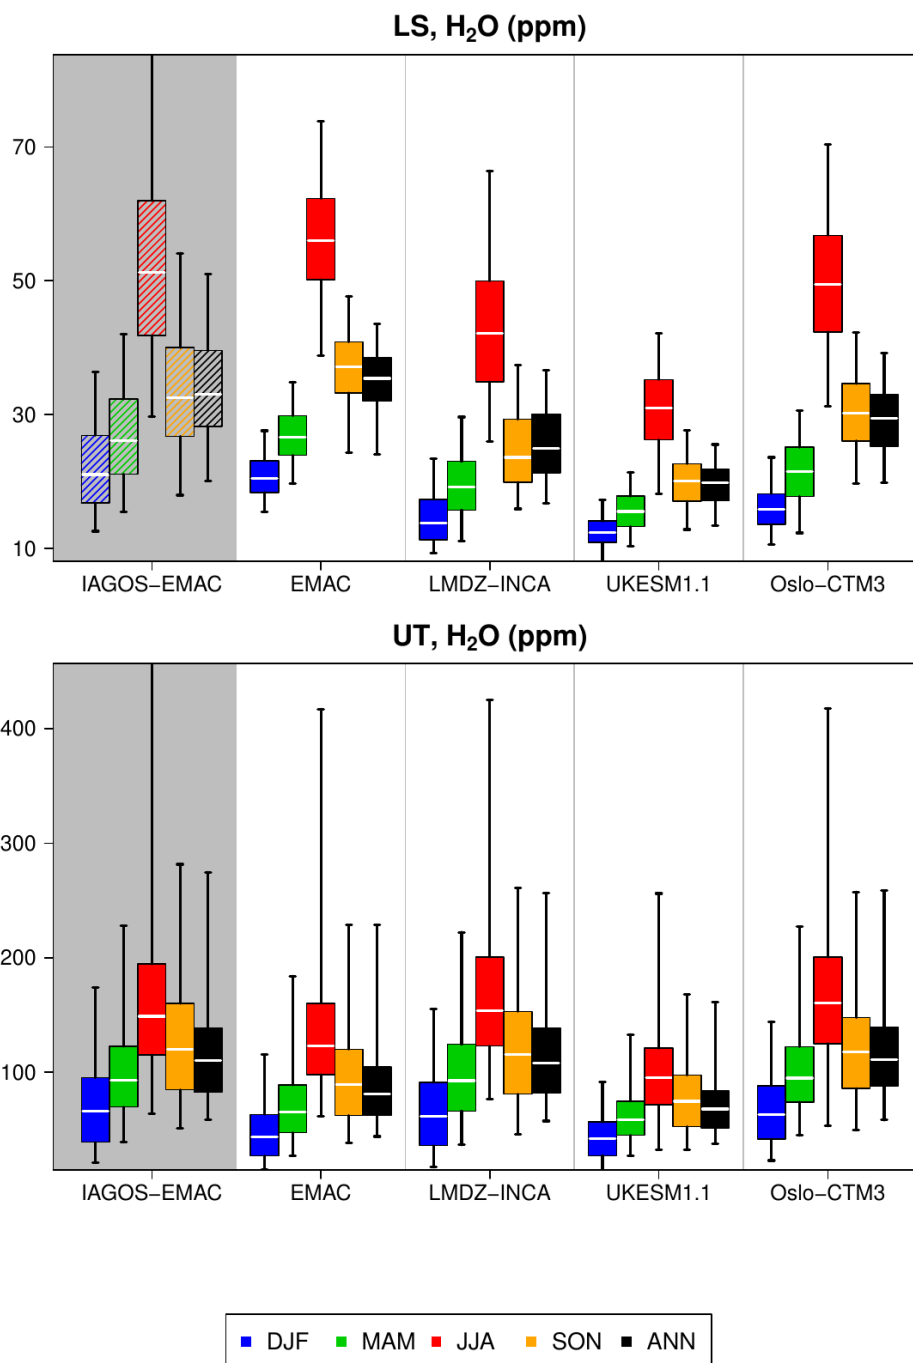 LS, H₂O (ppm)
70
50
30
10
IAGOS−EMAC EMAC LMDZ−INCA UKESM1.1 Oslo−CTM3
UT, H₂O (ppm)
400
300
200
100
IAGOS−EMAC EMAC LMDZ−INCA UKESM1.1 Oslo−CTM3
DJF MAM JJA SON ANN